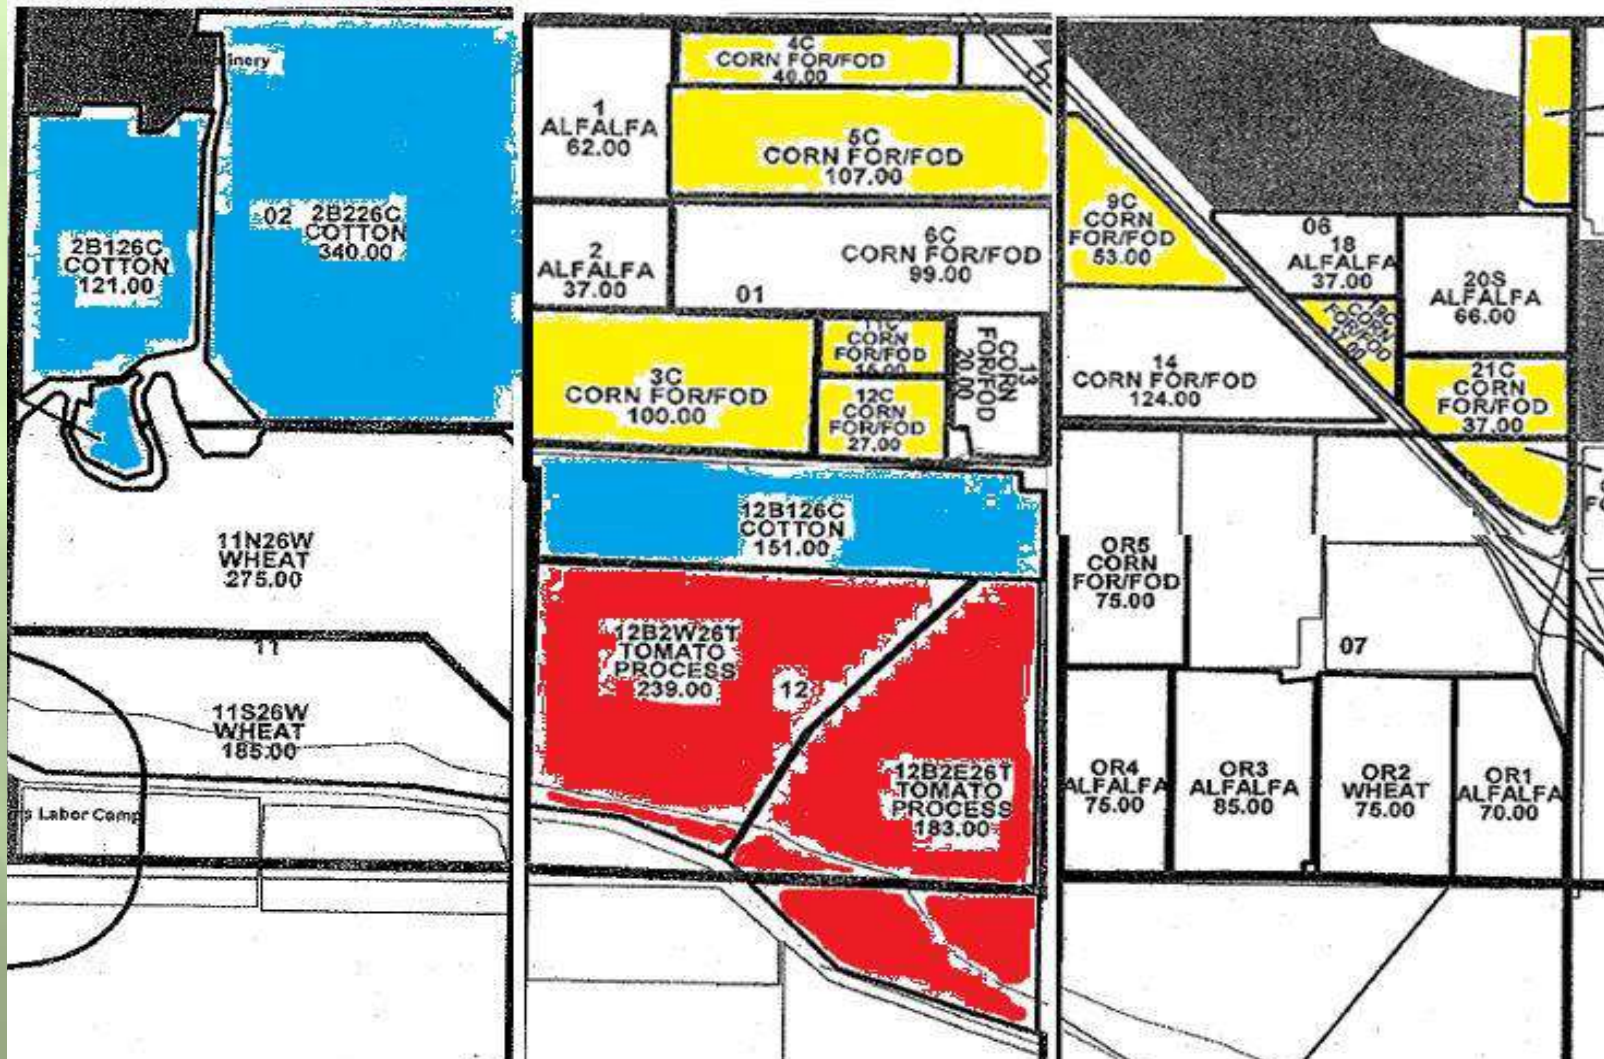 inery
02 2B226C
COTTON
340.00
2B126C
COTTON
121.00
11N26W
WHEAT
275.00
11
11S26W
WHEAT
185.00
s Labor Camp
4C
CORN FOR/FOD
40.00
1
ALFALFA
62.00
5C
CORN FOR/FOD
107.00
2
ALFALFA
37.00
6C
CORN FOR/FOD
99.00
01
3C
CORN FOR/FOD
100.00
11C
CORN
FOR/FOD
15.00
12C
CORN
FOR/FOD
27.00
13
CORN
FOR/FOD
20.00
12B126C
COTTON
151.00
12B2W26T
TOMATO
PROCESS
239.00
12
12B2E26T
TOMATO
PROCESS
183.00
9C
CORN
FOR/FOD
53.00
06
18
ALFALFA
37.00
20S
ALFALFA
66.00
CORN
FOR/FOD
14
CORN FOR/FOD
124.00
21C
CORN
FOR/FOD
37.00
OR5
CORN
FOR/FOD
75.00
07
OR4
ALFALFA
75.00
OR3
ALFALFA
85.00
OR2
WHEAT
75.00
OR1
ALFALFA
70.00